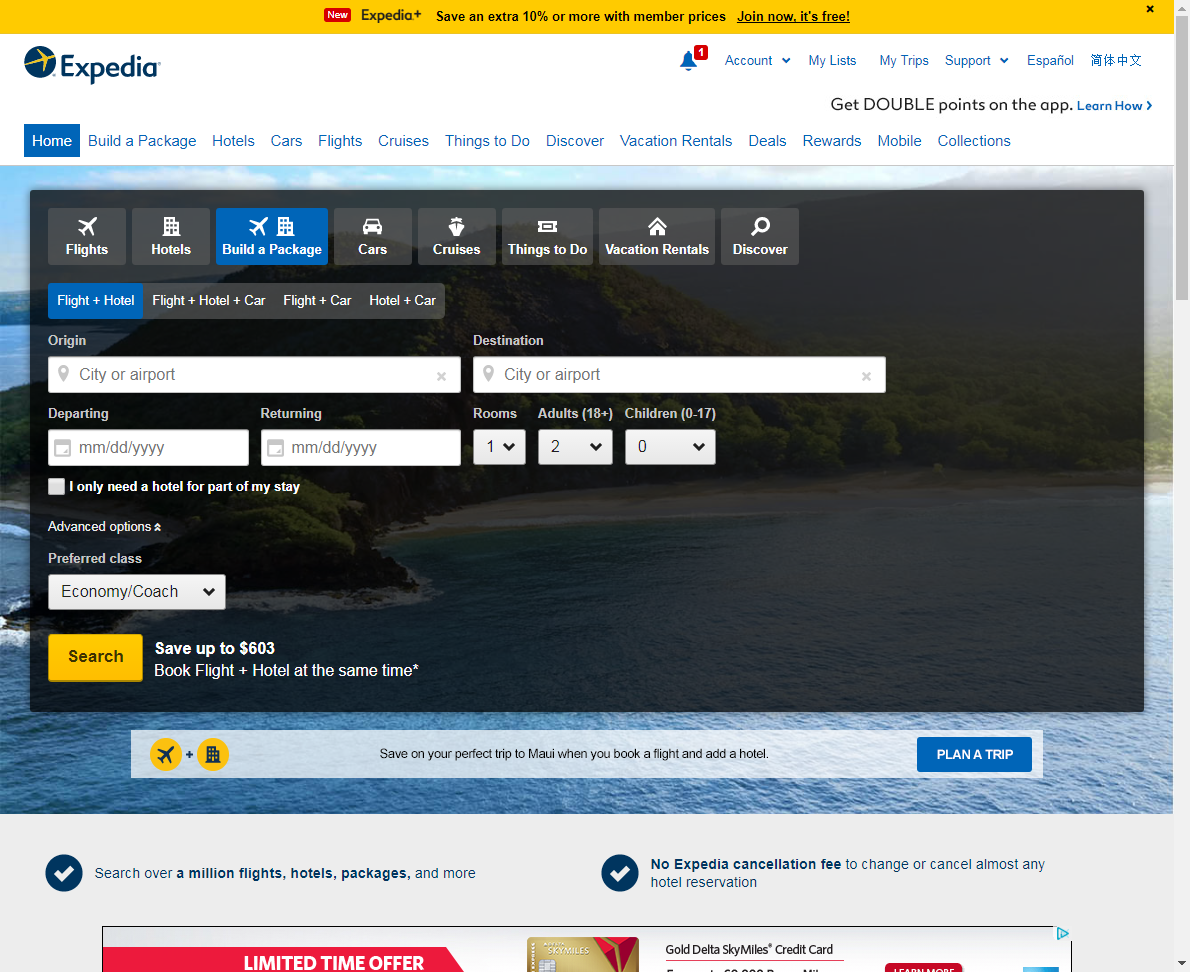 New Expedia+ Save an extra 10% or more with member prices Join now, it's free!
Expedia
1 Account My Lists My Trips Support Español 简体中文
Get DOUBLE points on the app. Learn How
Home Build a Package Hotels Cars Flights Cruises Things to Do Discover Vacation Rentals Deals Rewards Mobile Collections
Flights Hotels Build a Package Cars Cruises Things to Do Vacation Rentals Discover
Flight + Hotel Flight + Hotel + Car Flight + Car Hotel + Car
Origin Destination
City or airport City or airport
Departing Returning Rooms Adults (18+) Children (0-17)
mm/dd/yyyy mm/dd/yyyy 1 2 0
I only need a hotel for part of my stay
Advanced options
Preferred class
Economy/Coach
Search
Save up to $603
Book Flight + Hotel at the same time*
Save on your perfect trip to Maui when you book a flight and add a hotel. PLAN A TRIP
Search over a million flights, hotels, packages, and more
No Expedia cancellation fee to change or cancel almost any
hotel reservation
LIMITED TIME OFFER
SKYMILES
Gold Delta SkyMiles® Credit Card
LEARN MORE